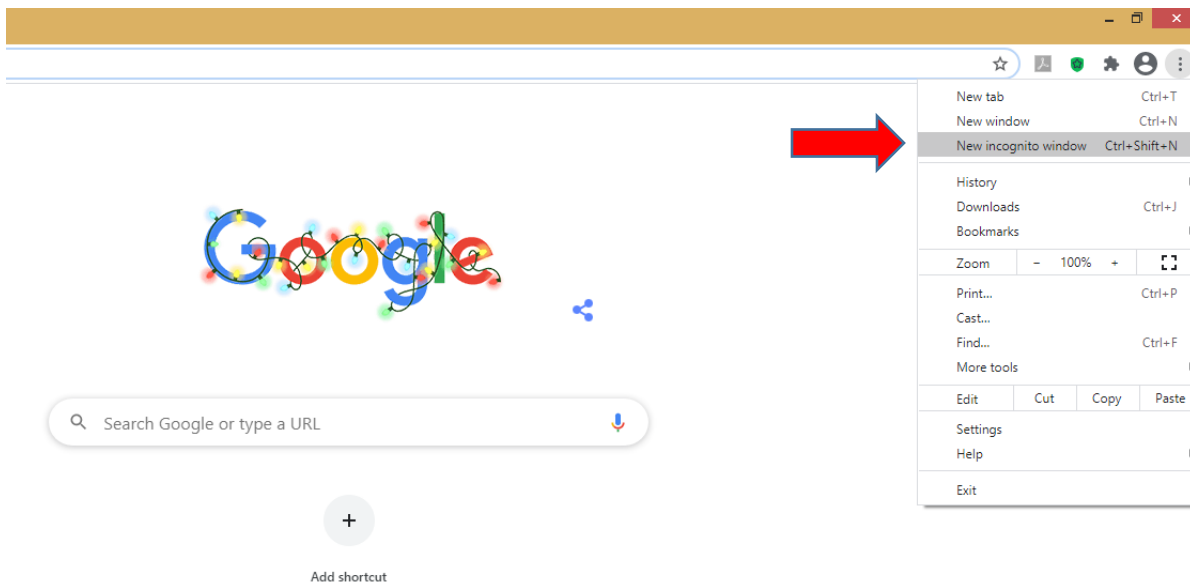 New tab Ctrl+T
New window Ctrl+N
New incognito window Ctrl+Shift+N
History
Downloads Ctrl+J
Bookmarks
Zoom - 100% +
Print... Ctrl+P
Cast...
Find... Ctrl+F
More tools
Edit Cut Copy Paste
Settings
Help
Exit
Google
Search Google or type a URL
Add shortcut